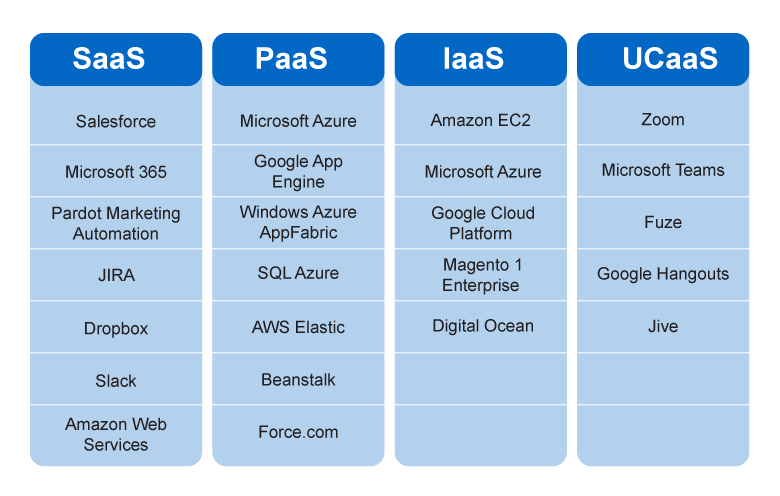 SaaS
Salesforce
Microsoft 365
Pardot Marketing
Automation
JIRA
Dropbox
Slack
Amazon Web
Services
PaaS
Microsoft Azure
Google App
Engine
Windows Azure
AppFabric
SQL Azure
AWS Elastic
Beanstalk
Force.com
IaaS
Amazon EC2
Microsoft Azure
Google Cloud
Platform
Magento 1
Enterprise
Digital Ocean
UCaaS
Zoom
Microsoft Teams
Fuze
Google Hangouts
Jive